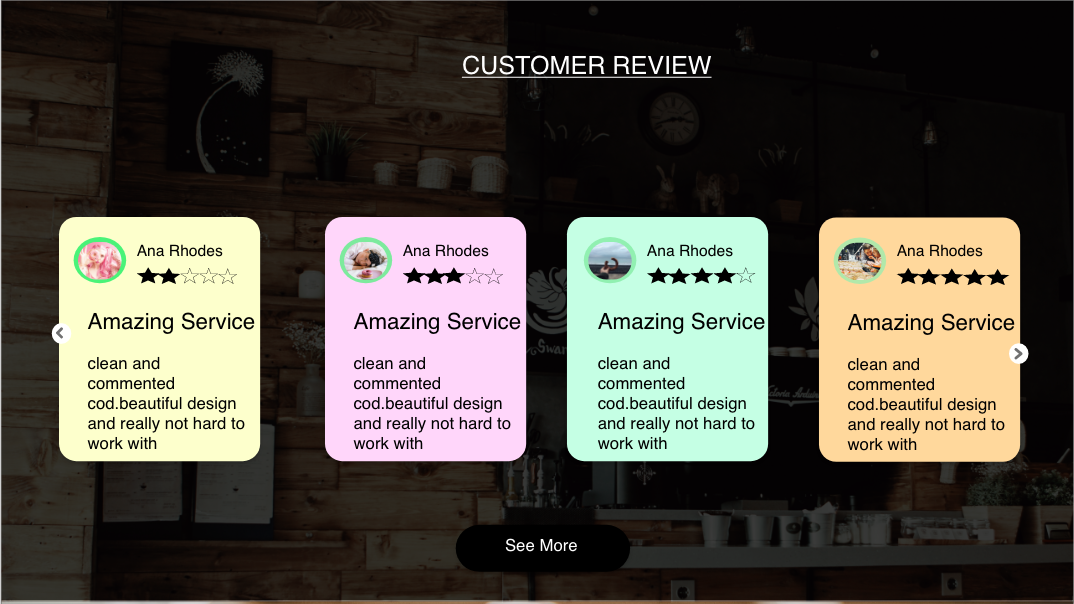 CUSTOMER REVIEW
Ana Rhodes
Amazing Service
clean and
commented
cod.beautiful design
and really not hard to
work with
Ana Rhodes
Amazing Service
clean and
commented
cod.beautiful design
and really not hard to
work with
Ana Rhodes
Amazing Service
clean and
commented
cod.beautiful design
and really not hard to
work with
Ana Rhodes
Amazing Service
clean and
commented
cod.beautiful design
and really not hard to
work with
Swan
See More